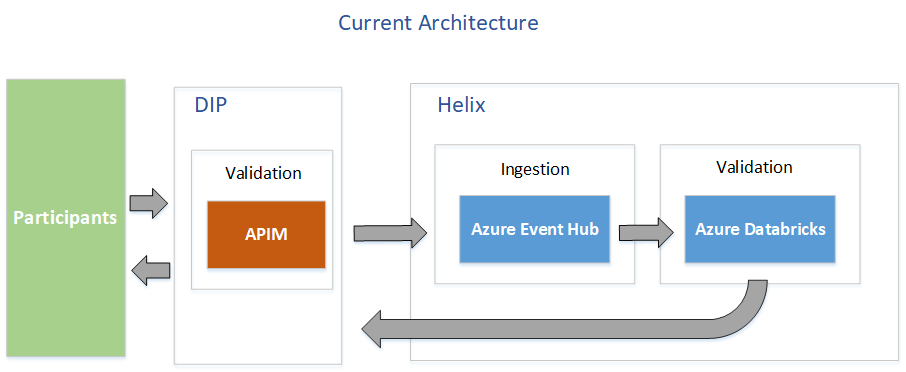 Current Architecture
Participants
DIP
Validation
APIM
Helix
Ingestion
Azure Event Hub
Validation
Azure Databricks